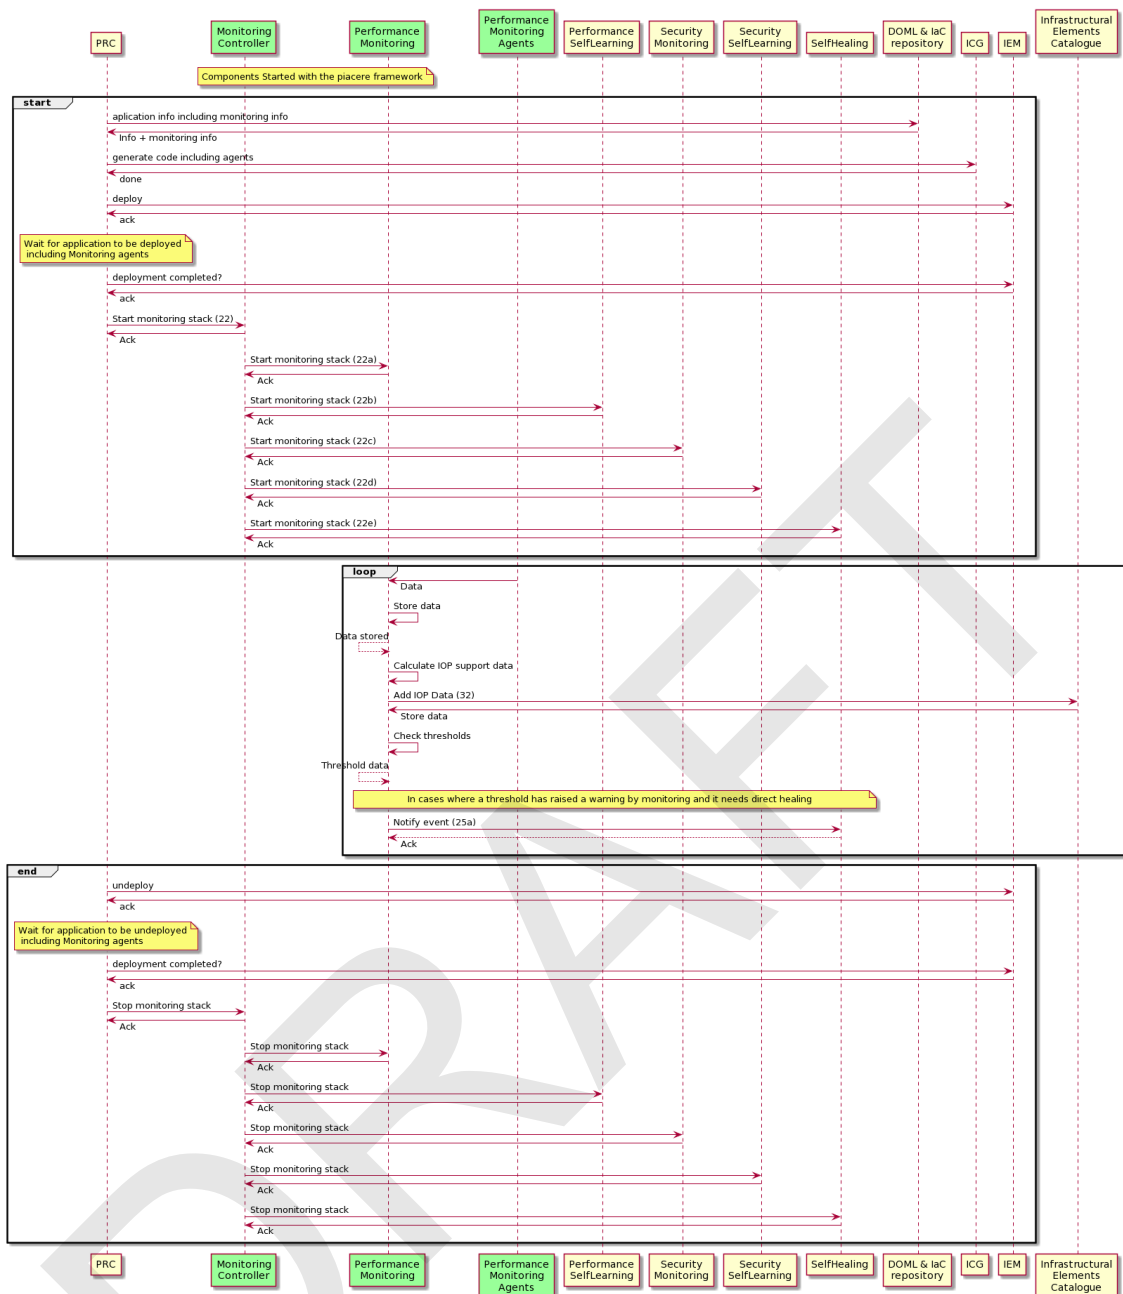 PRC
Monitoring
Controller
Performance
Monitoring
Performance
Monitoring
Agents
Performance
SelfLearning
Security
Monitoring
Security
SelfLearning
SelfHealing
DOML & IaC
repository
ICG
IEM
Infrastructural
Elements
Catalogue
Components Started with the piacere framework
start
aplication info including monitoring info
Info + monitoring info
generate code including agents
done
deploy
ack
Wait for application to be deployed
including Monitoring agents
deployment completed?
ack
Start monitoring stack (22)
Ack
Start monitoring stack (22a)
Ack
Start monitoring stack (22b)
Ack
Start monitoring stack (22c)
Ack
Start monitoring stack (22d)
Ack
Start monitoring stack (22e)
Ack
loop
Data
Store data
Data stored
Calculate IOP support data
Add IOP Data (32)
Store data
Check thresholds
Threshold data
In cases where a threshold has raised a warning by monitoring and it needs direct healing
Notify event (25a)
Ack
end
undeploy
ack
Wait for application to be undeployed
including Monitoring agents
deployment completed?
ack
Stop monitoring stack
Ack
Stop monitoring stack
Ack
Stop monitoring stack
Ack
Stop monitoring stack
Ack
Stop monitoring stack
Ack
Stop monitoring stack
Ack
PRC
Monitoring
Controller
Performance
Monitoring
Performance
Monitoring
Agents
Performance
SelfLearning
Security
Monitoring
Security
SelfLearning
SelfHealing
DOML & IaC
repository
ICG
IEM
Infrastructural
Elements
Catalogue
DRAFT